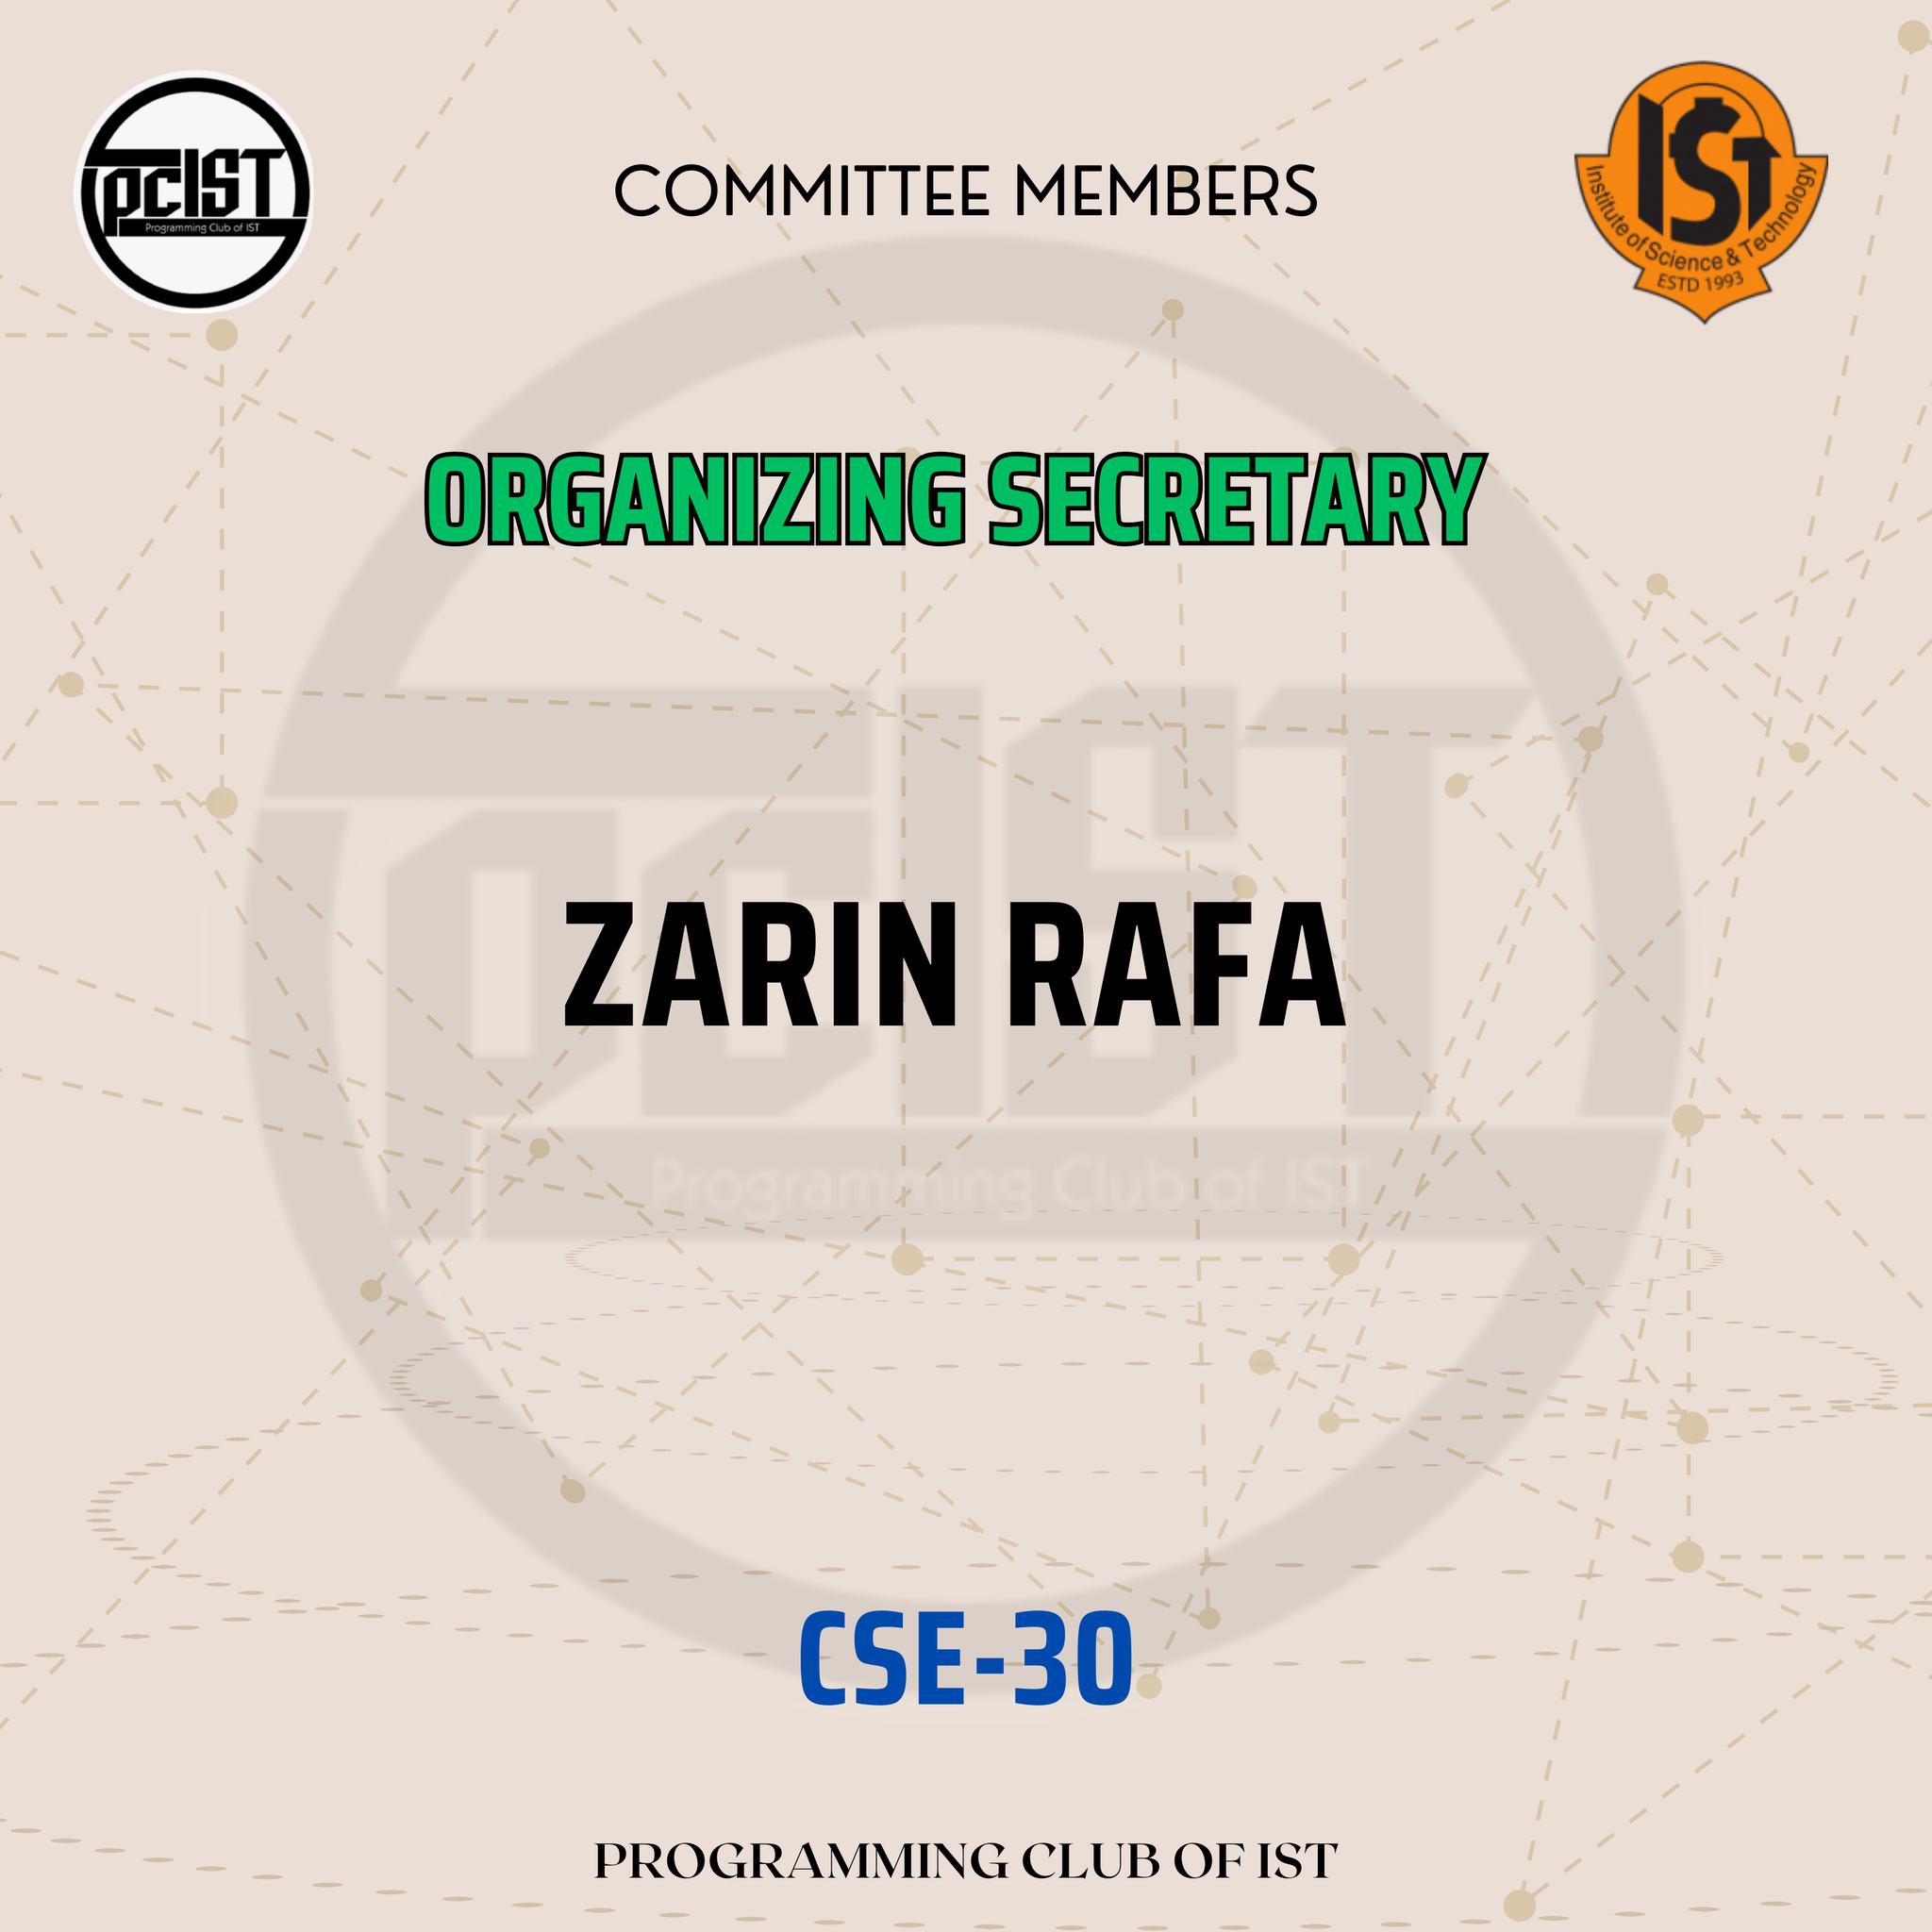 pcIST
Programming Club of IST
COMMITTEE MEMBERS
IST
Institute of Science & Technology
ESTD 1993
ORGANIZING SECRETARY
pcIST
ZARIN RAFA
Programming Club of IST
CSE-30
PROGRAMMING CLUB OF IST